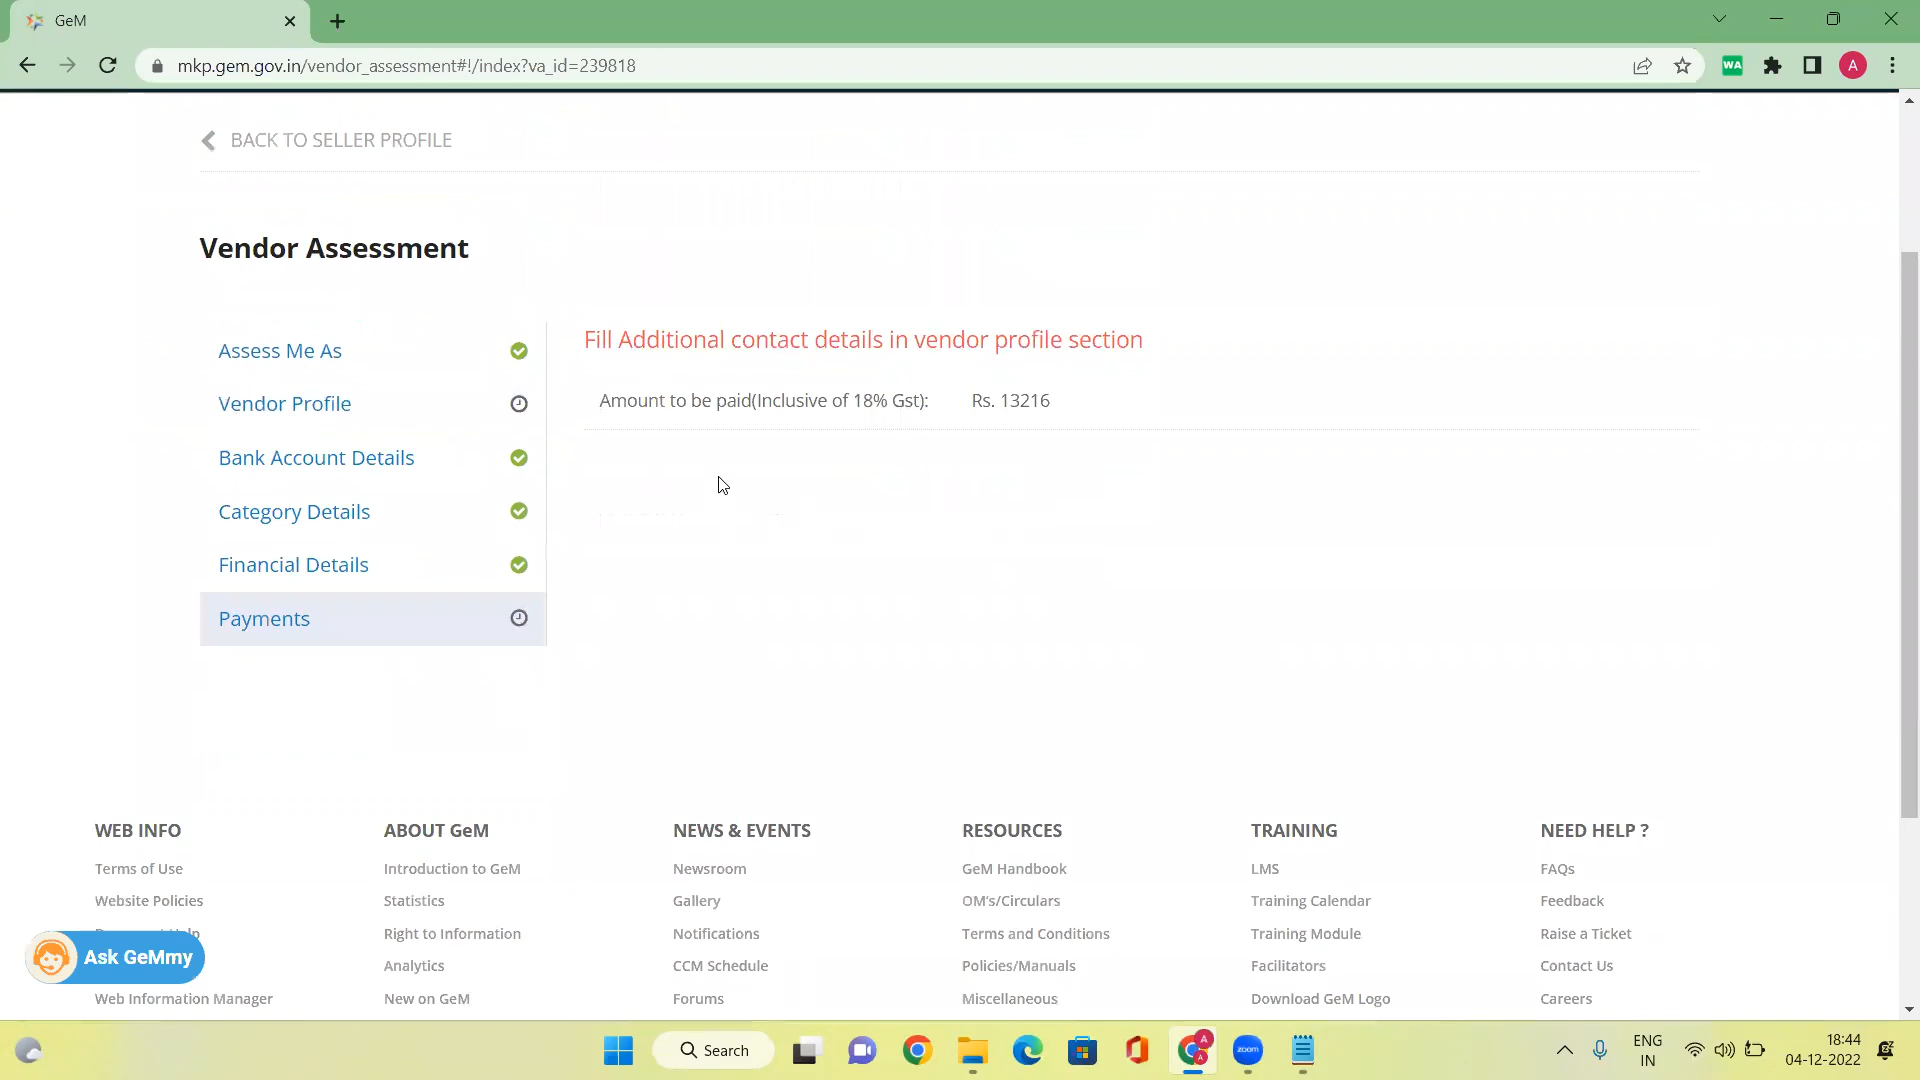 GeM
mkp.gem.gov.in/vendor_assessment#!/index?va_id=239818
WA
A
BACK TO SELLER PROFILE
Vendor Assessment
Assess Me As
Vendor Profile
Bank Account Details
Category Details
Financial Details
Payments
Fill Additional contact details in vendor profile section
Amount to be paid(Inclusive of 18% Gst): Rs. 13216
WEB INFO
Terms of Use
Website Policies
Web Information Manager
ABOUT GeM
Introduction to GeM
Statistics
Right to Information
Analytics
New on GeM
NEWS & EVENTS
Newsroom
Gallery
Notifications
CCM Schedule
Forums
RESOURCES
GeM Handbook
OM's/Circulars
Terms and Conditions
Policies/Manuals
Miscellaneous
TRAINING
LMS
Training Calendar
Training Module
Facilitators
Download GeM Logo
NEED HELP ?
FAQs
Feedback
Raise a Ticket
Contact Us
Careers
Ask GeMmy
Search
zoom
ENG
IN
18:44
04-12-2022